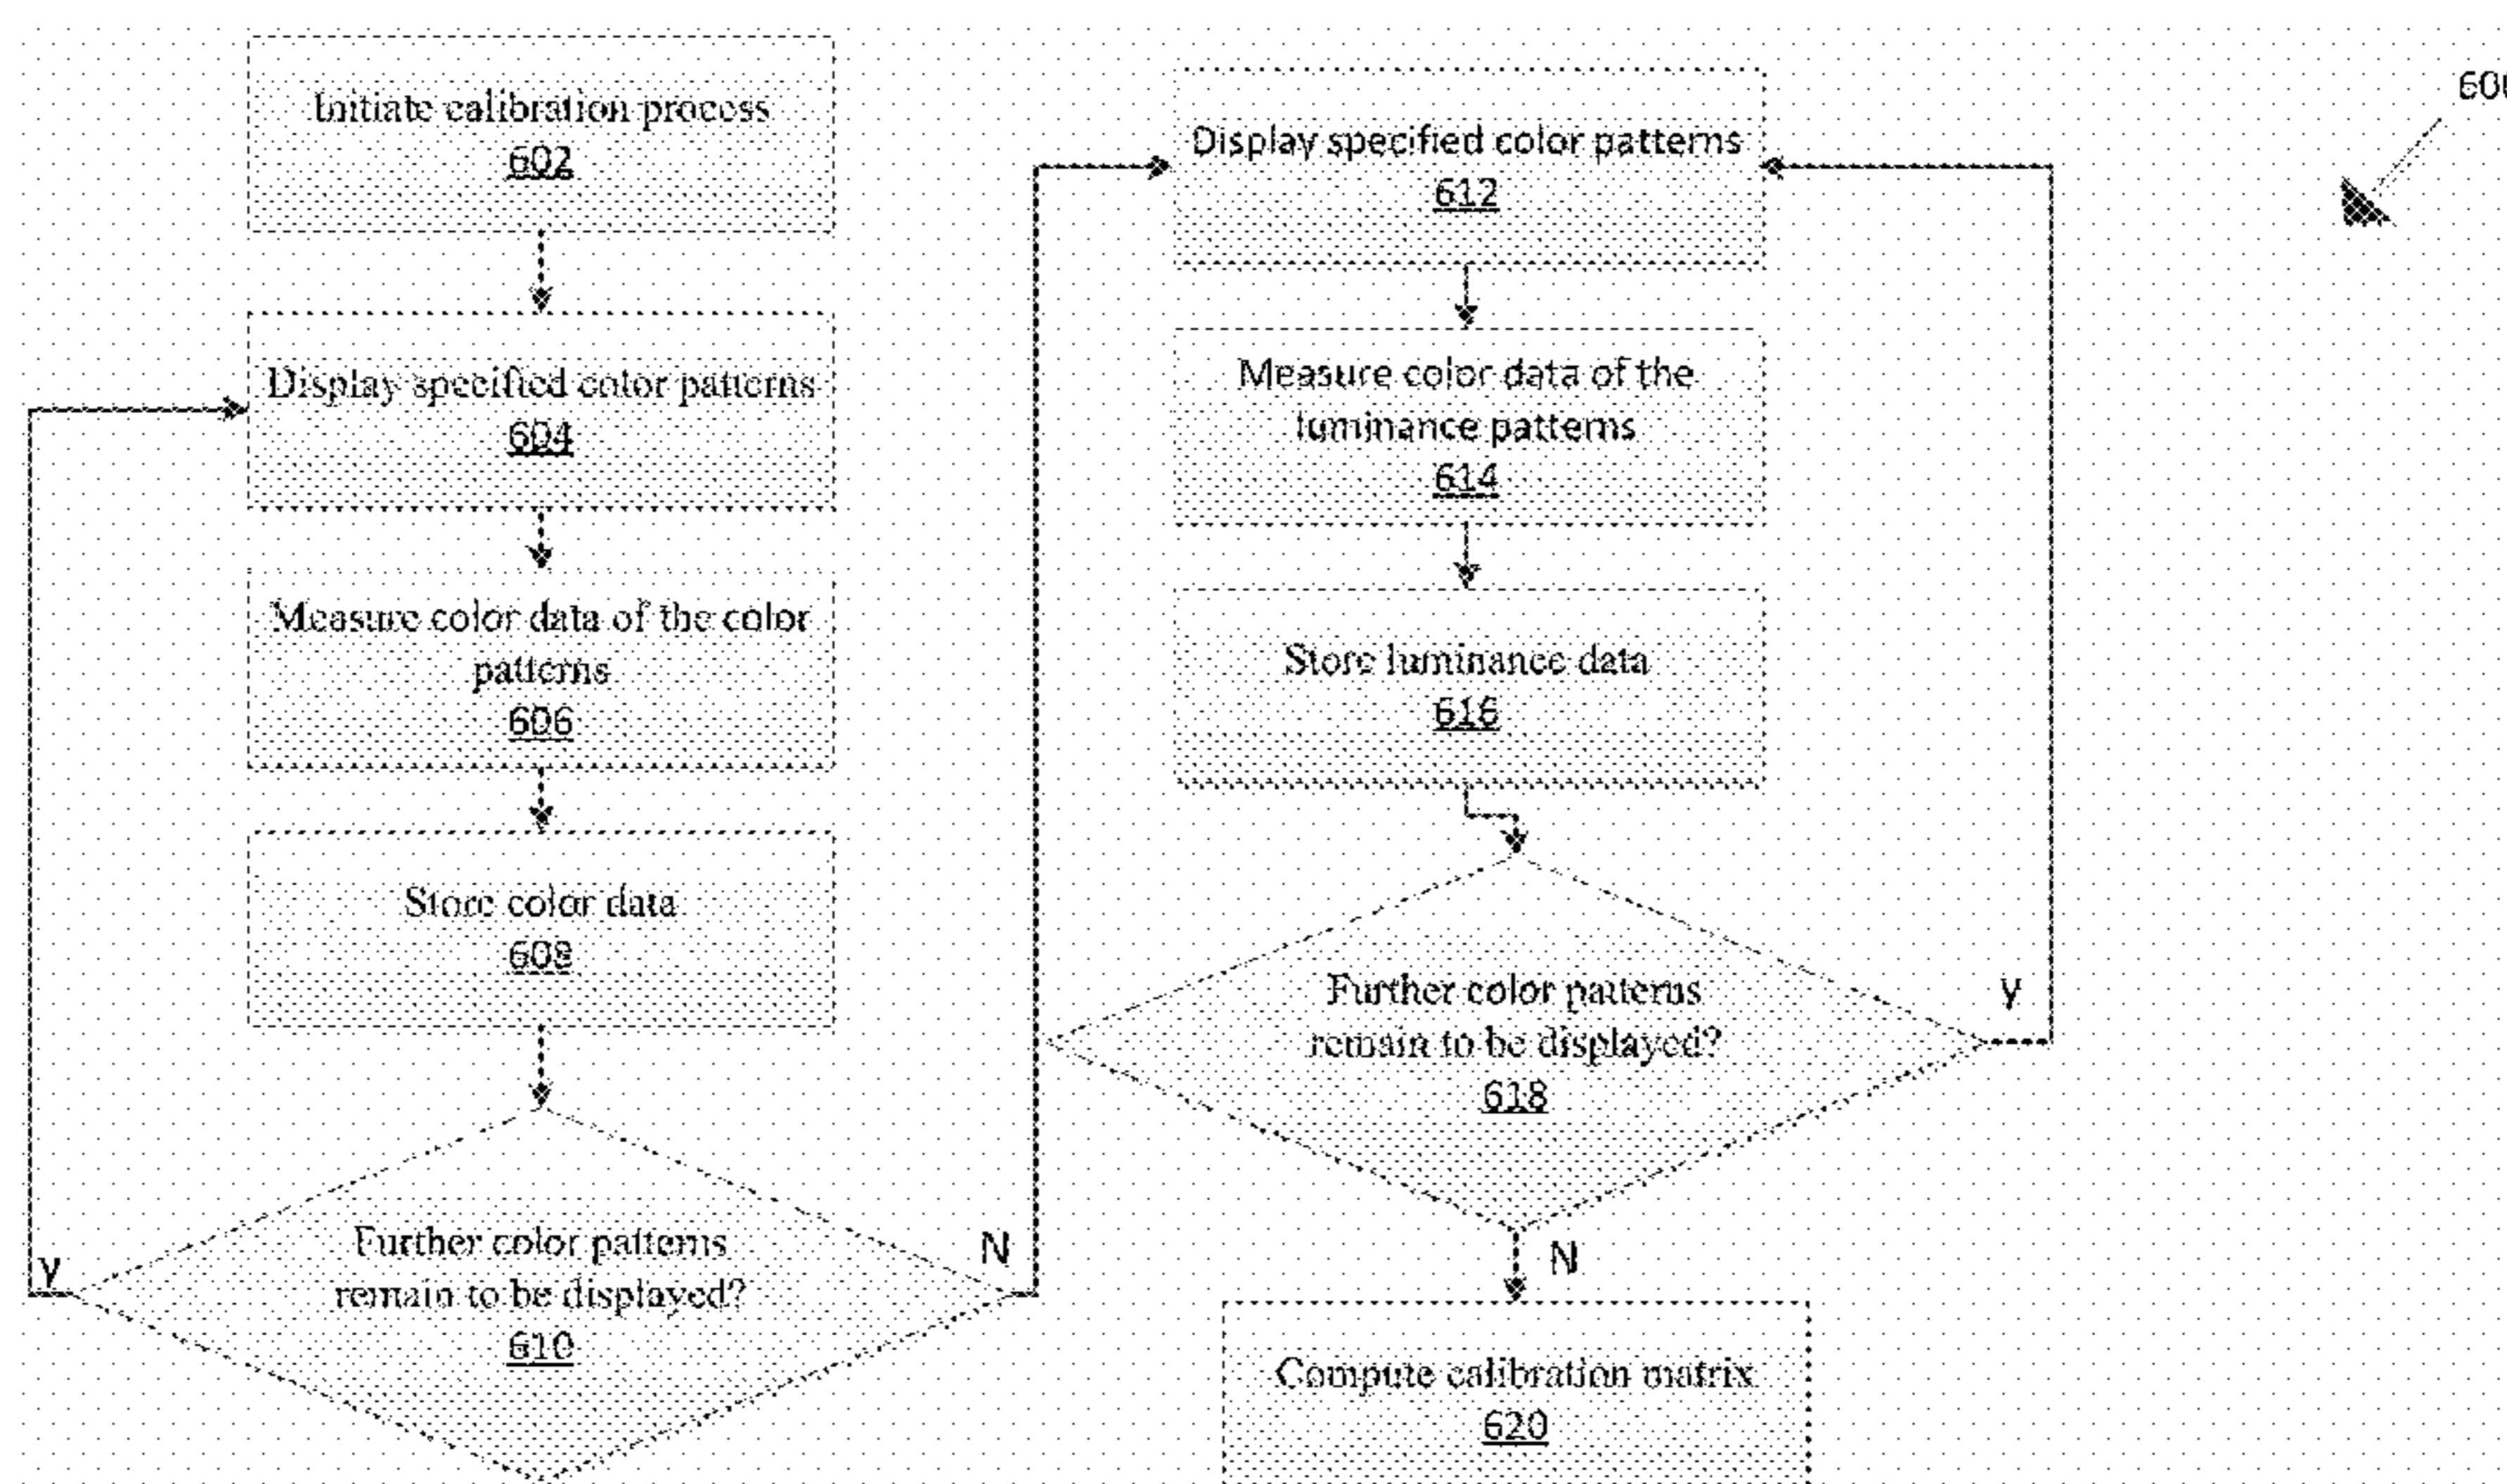 Initiate calibration process
602
Display specified color patterns
604
Measure color data of the color
patterns
606
Store color data
608
Further color patterns
remain to be displayed?
610
Y
N
Display specified color patterns
612
Measure color data of the
luminance patterns
614
Store luminance data
616
Further color patterns
remain to be displayed?
618
Y
N
Compute calibration matrix
620